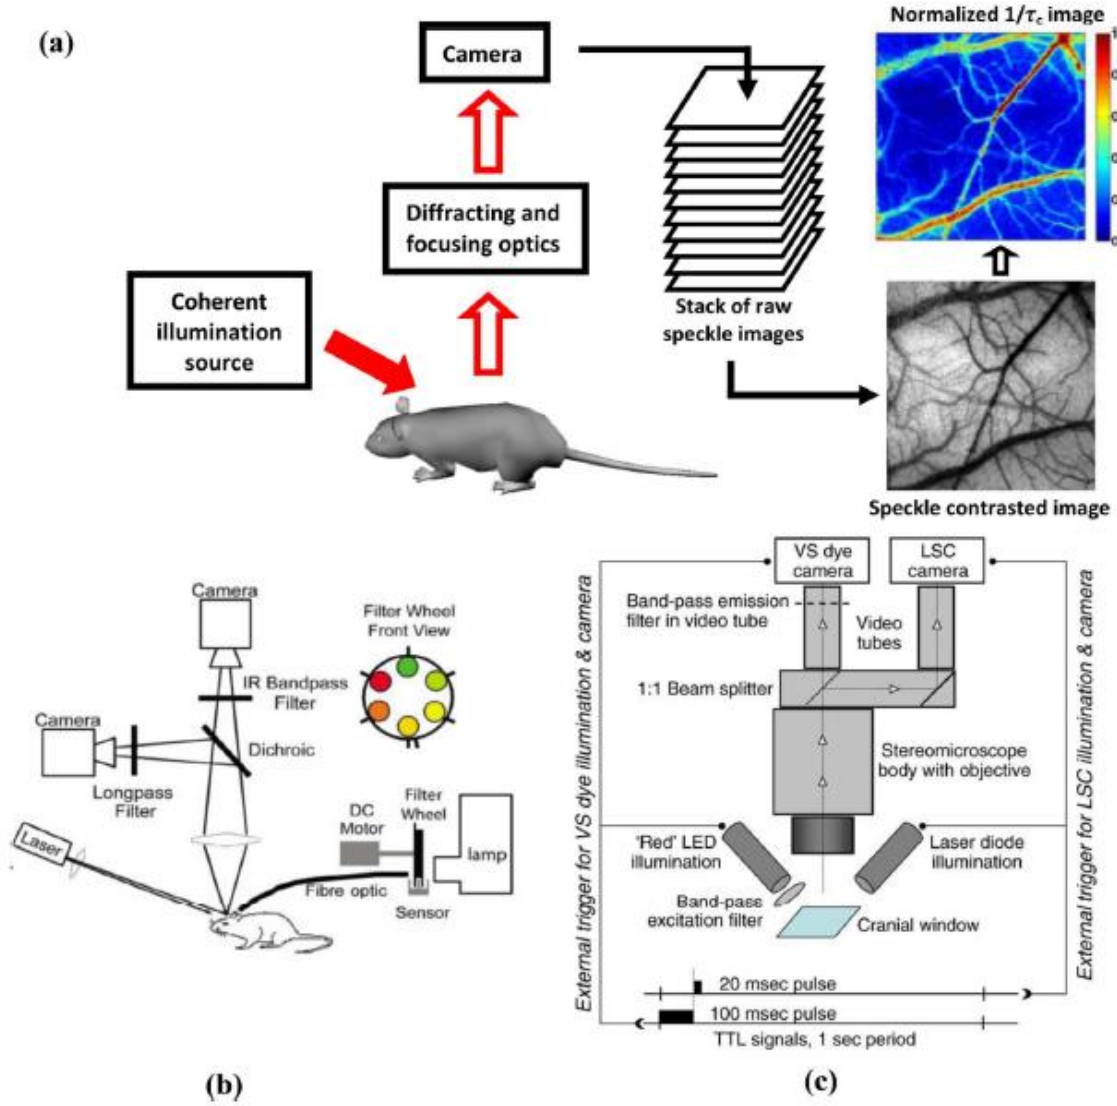 (a)
Camera
Normalized 1/τc image
Diffracting and
focusing optics
Coherent
illumination
source
Stack of raw
speckle images
Speckle contrasted image
Camera
Filter Wheel
Front View
IR Bandpass
Filter
Camera
Dichroic
Longpass
Filter
Laser
DC
Motor
Filter
Wheel
lamp
Fibre optic
Sensor
(b)
External trigger for VS dye illumination & camera
VS dye
camera
LSC
camera
Band-pass emission
filter in video tube
Video
tubes
1:1 Beam splitter
Stereomicroscope
body with objective
'Red' LED
illumination
Laser diode
illumination
Band-pass
excitation filter
Cranial window
External trigger for LSC illumination & camera
20 msec pulse
100 msec pulse
TTL signals, 1 sec period
(c)